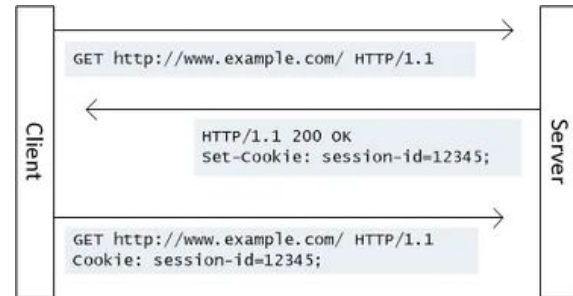 Client
GET http://www.example.com/ HTTP/1.1
HTTP/1.1 200 OK
Set-Cookie: session-id=12345;
GET http://www.example.com/ HTTP/1.1
Cookie: session-id=12345;
Server